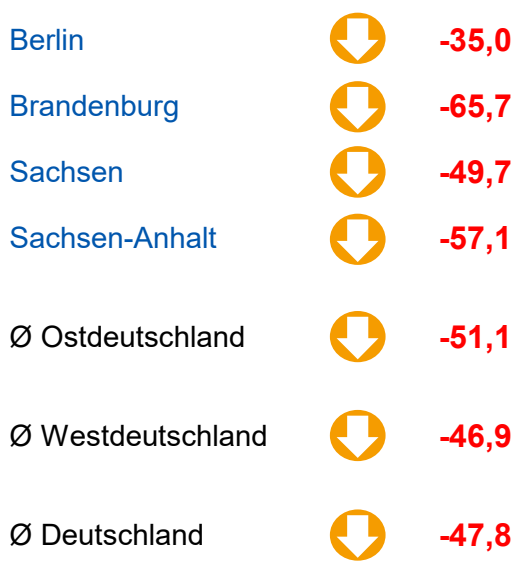 Berlin -35,0
Brandenburg -65,7
Sachsen -49,7
Sachsen-Anhalt -57,1
Ø Ostdeutschland -51,1
Ø Westdeutschland -46,9
Ø Deutschland -47,8